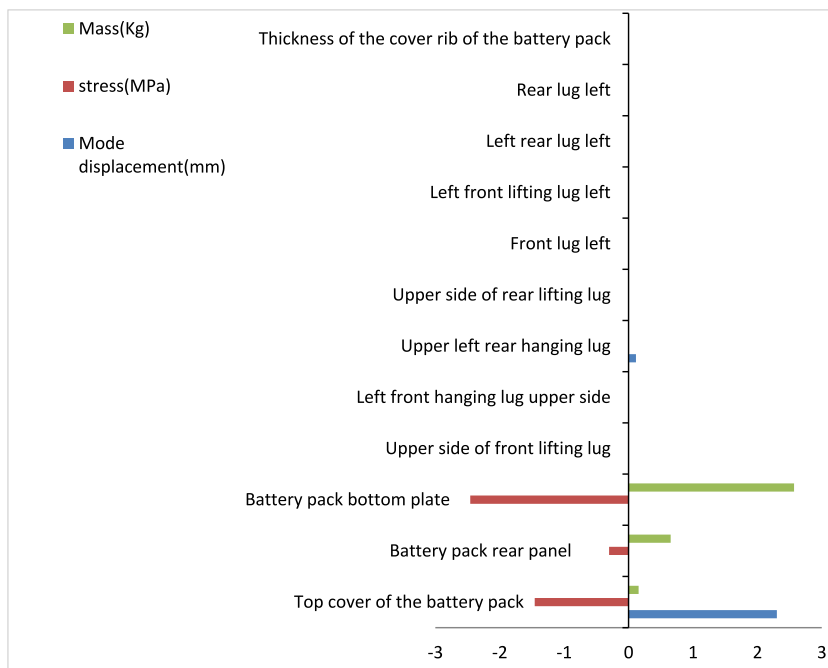 Mass(Kg)
stress(MPa)
Mode
displacement(mm)
Thickness of the cover rib of the battery pack
Rear lug left
Left rear lug left
Left front lifting lug left
Front lug left
Upper side of rear lifting lug
Upper left rear hanging lug
Left front hanging lug upper side
Upper side of front lifting lug
Battery pack bottom plate
Battery pack rear panel
Top cover of the battery pack
-3 -2 -1 0 1 2 3